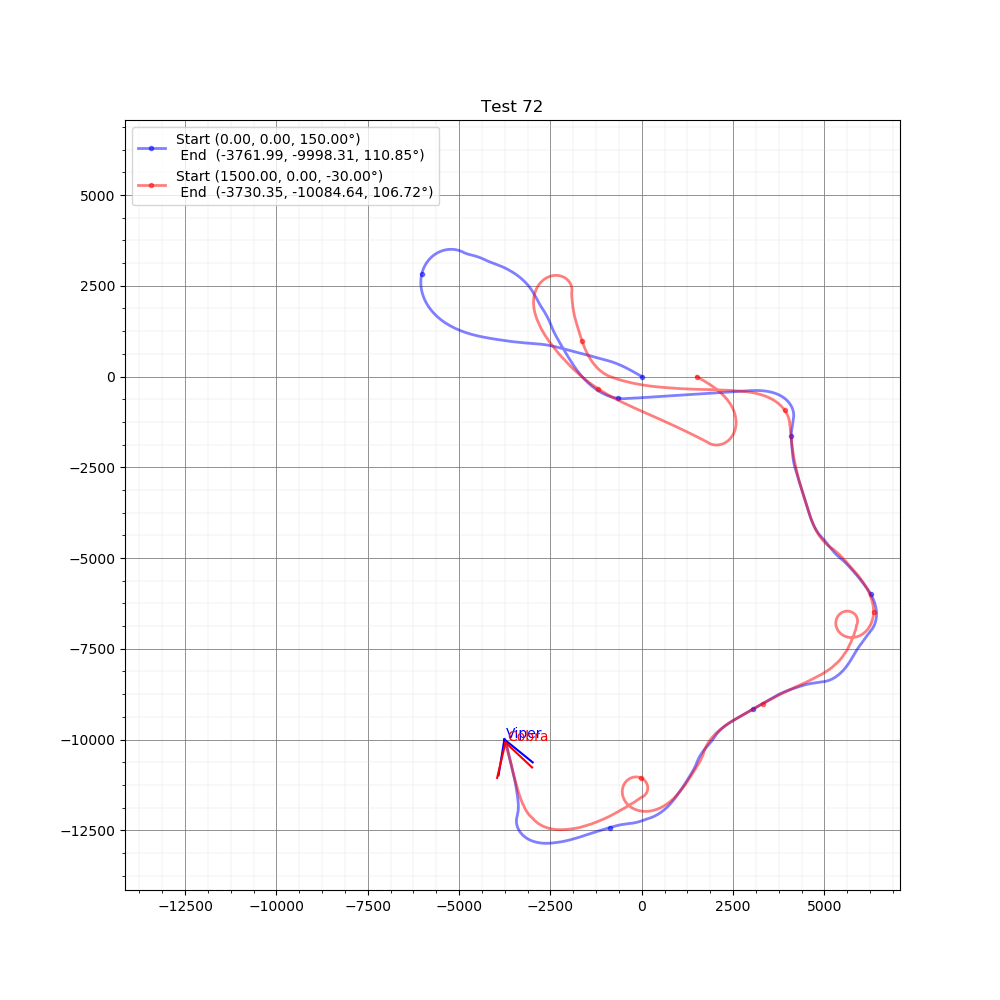 Test 72
Start (0.00, 0.00, 150.00°)
End (-3761.99, -9998.31, 110.85°)
Start (1500.00, 0.00, -30.00°)
End (-3730.35, -10084.64, 106.72°)
5000
2500
0
−2500
−5000
−7500
−10000
−12500
Viper
Cobra
−12500 −10000 −7500 −5000 −2500 0 2500 5000